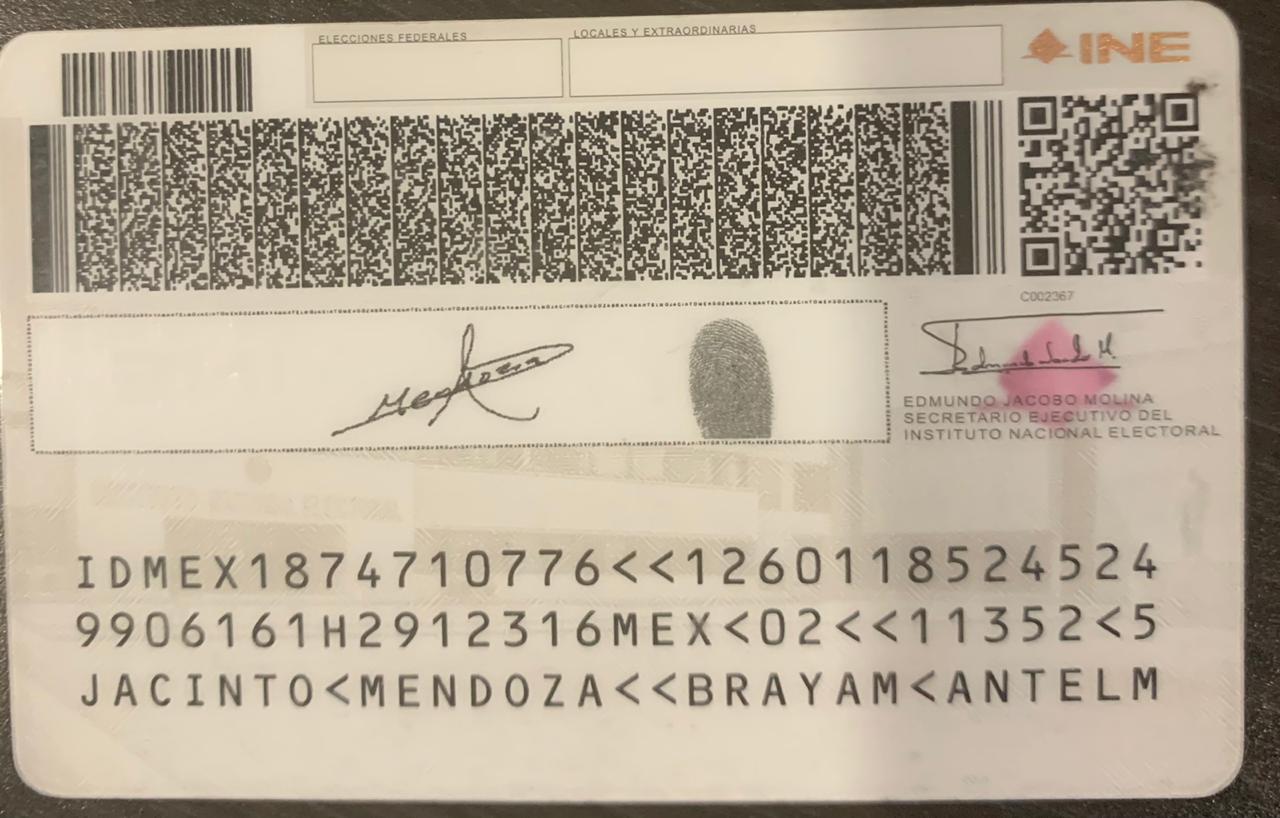 ELECCIONES FEDERALES
LOCALES Y EXTRAORDINARIAS
INE
C002367
Mendoza
EDMUNDO JACOBO MOLINA
SECRETARIO EJECUTIVO DEL
INSTITUTO NACIONAL ELECTORAL
IDMEX1874710776<<1260118524524
9906161H2912316MEX<02<<11352<5
JACINTO<MENDOZA<<BRAYAM<ANTELM